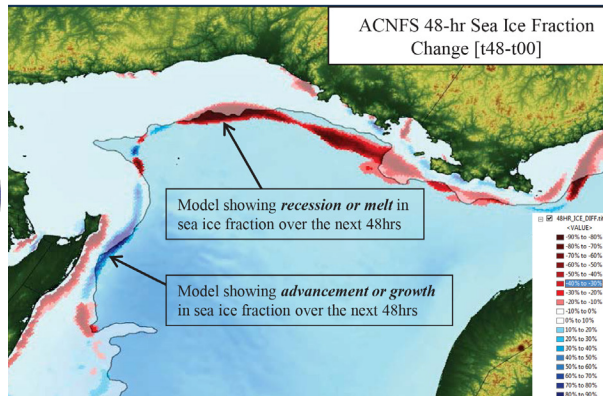 ACNFS 48-hr Sea Ice Fraction
Change [t48-t00]
Model showing recession or melt in
sea ice fraction over the next 48hrs
Model showing advancement or growth
in sea ice fraction over the next 48hrs
48HR_ICE_DIFF.ti
<VALUE>
-90% to -80%
-80% to -70%
-70% to -60%
-60% to -50%
-50% to -40%
-40% to -30%
-30% to -20%
-20% to -10%
-10% to 0%
0% to 10%
10% to 20%
20% to 30%
30% to 40%
40% to 50%
50% to 60%
60% to 70%
70% to 80%
80% to 90%